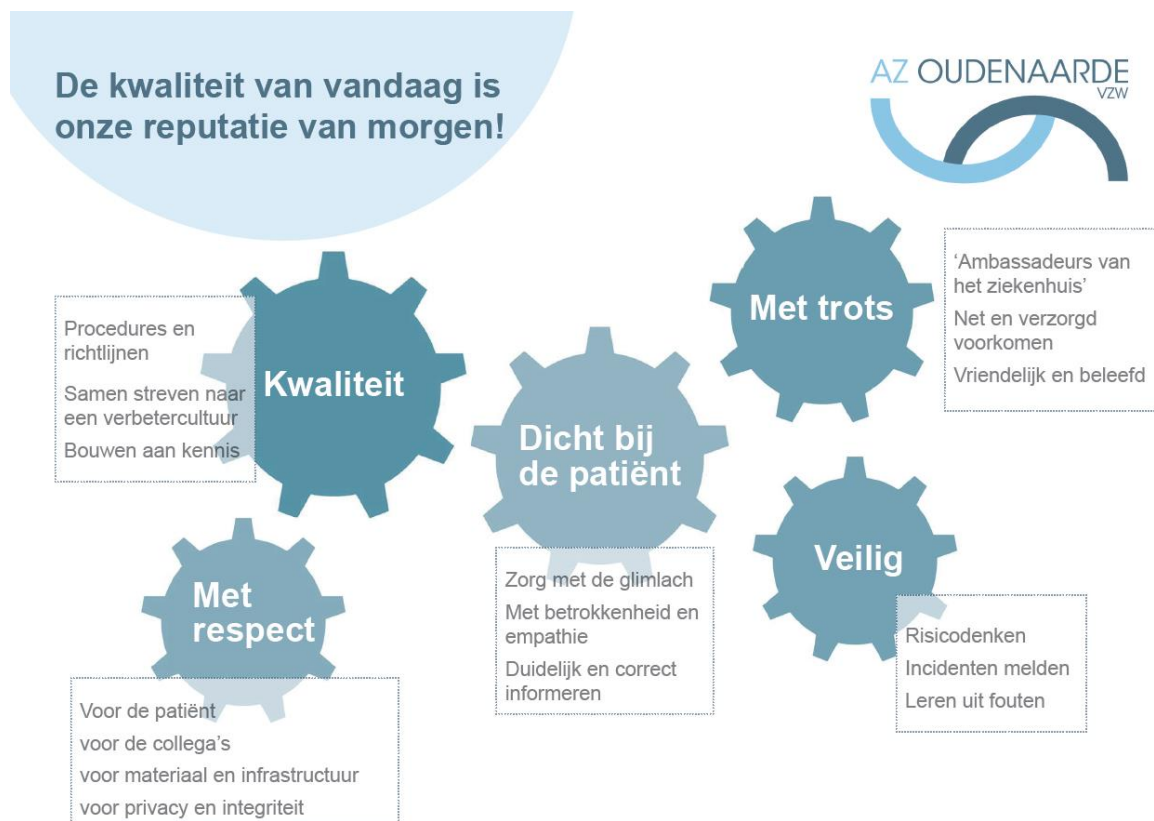 De kwaliteit van vandaag is
onze reputatie van morgen!
AZ OUDENAARDE
VZW
Procedures en
richtlijnen
Samen streven naar
een verbetercultuur
Bouwen aan kennis
Kwaliteit
Met
respect
Voor de patiënt
voor de collega's
voor materiaal en infrastructuur
voor privacy en integriteit
Dicht bij
de patiënt
Zorg met de glimlach
Met betrokkenheid en
empathie
Duidelijk en correct
informeren
Met trots
‘Ambassadeurs van
het ziekenhuis’
Net en verzorgd
voorkomen
Vriendelijk en beleefd
Veilig
Risicodenken
Incidenten melden
Leren uit fouten